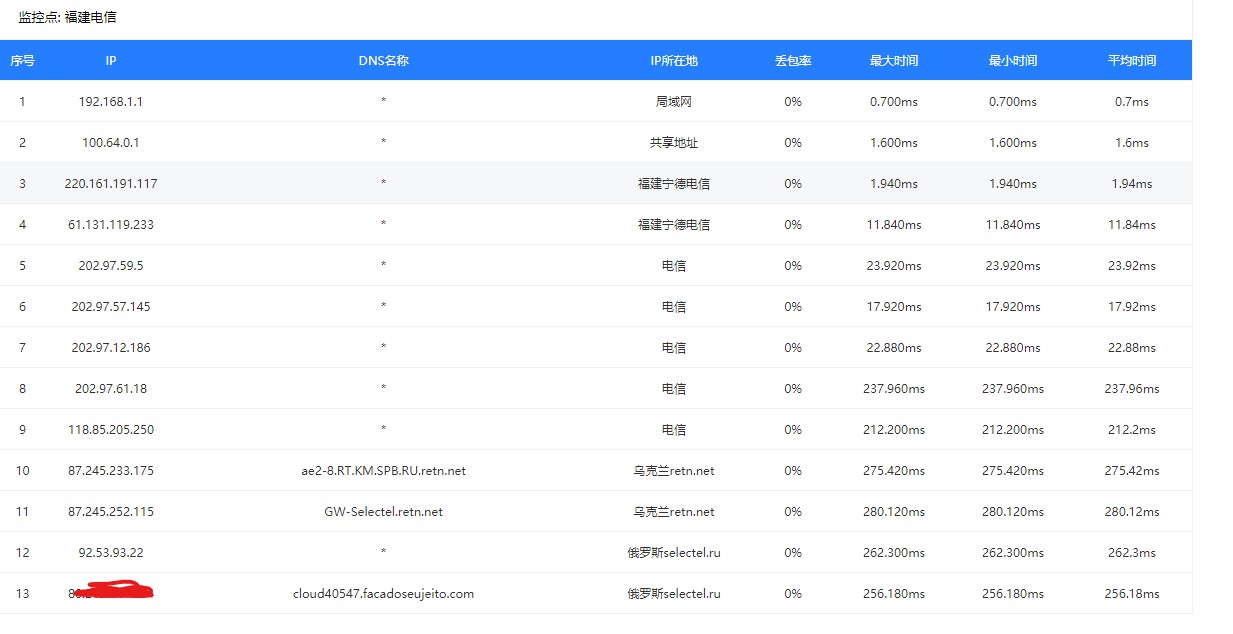 监控点: 福建电信
序号 IP DNS名称 IP所在地 丢包率 最大时间 最小时间 平均时间
1 192.168.1.1 * 局域网 0% 0.700ms 0.700ms 0.7ms
2 100.64.0.1 * 共享地址 0% 1.600ms 1.600ms 1.6ms
3 220.161.191.117 * 福建宁德电信 0% 1.940ms 1.940ms 1.94ms
4 61.131.119.233 * 福建宁德电信 0% 11.840ms 11.840ms 11.84ms
5 202.97.59.5 * 电信 0% 23.920ms 23.920ms 23.92ms
6 202.97.57.145 * 电信 0% 17.920ms 17.920ms 17.92ms
7 202.97.12.186 * 电信 0% 22.880ms 22.880ms 22.88ms
8 202.97.61.18 * 电信 0% 237.960ms 237.960ms 237.96ms
9 118.85.205.250 * 电信 0% 212.200ms 212.200ms 212.2ms
10 87.245.233.175 ae2-8.RT.KM.SPB.RU.retn.net 乌克兰retn.net 0% 275.420ms 275.420ms 275.42ms
11 87.245.252.115 GW-Selectel.retn.net 乌克兰retn.net 0% 280.120ms 280.120ms 280.12ms
12 92.53.93.22 * 俄罗斯selectel.ru 0% 262.300ms 262.300ms 262.3ms
13 cloud40547.facadoseujeito.com 俄罗斯selectel.ru 0% 256.180ms 256.180ms 256.18ms